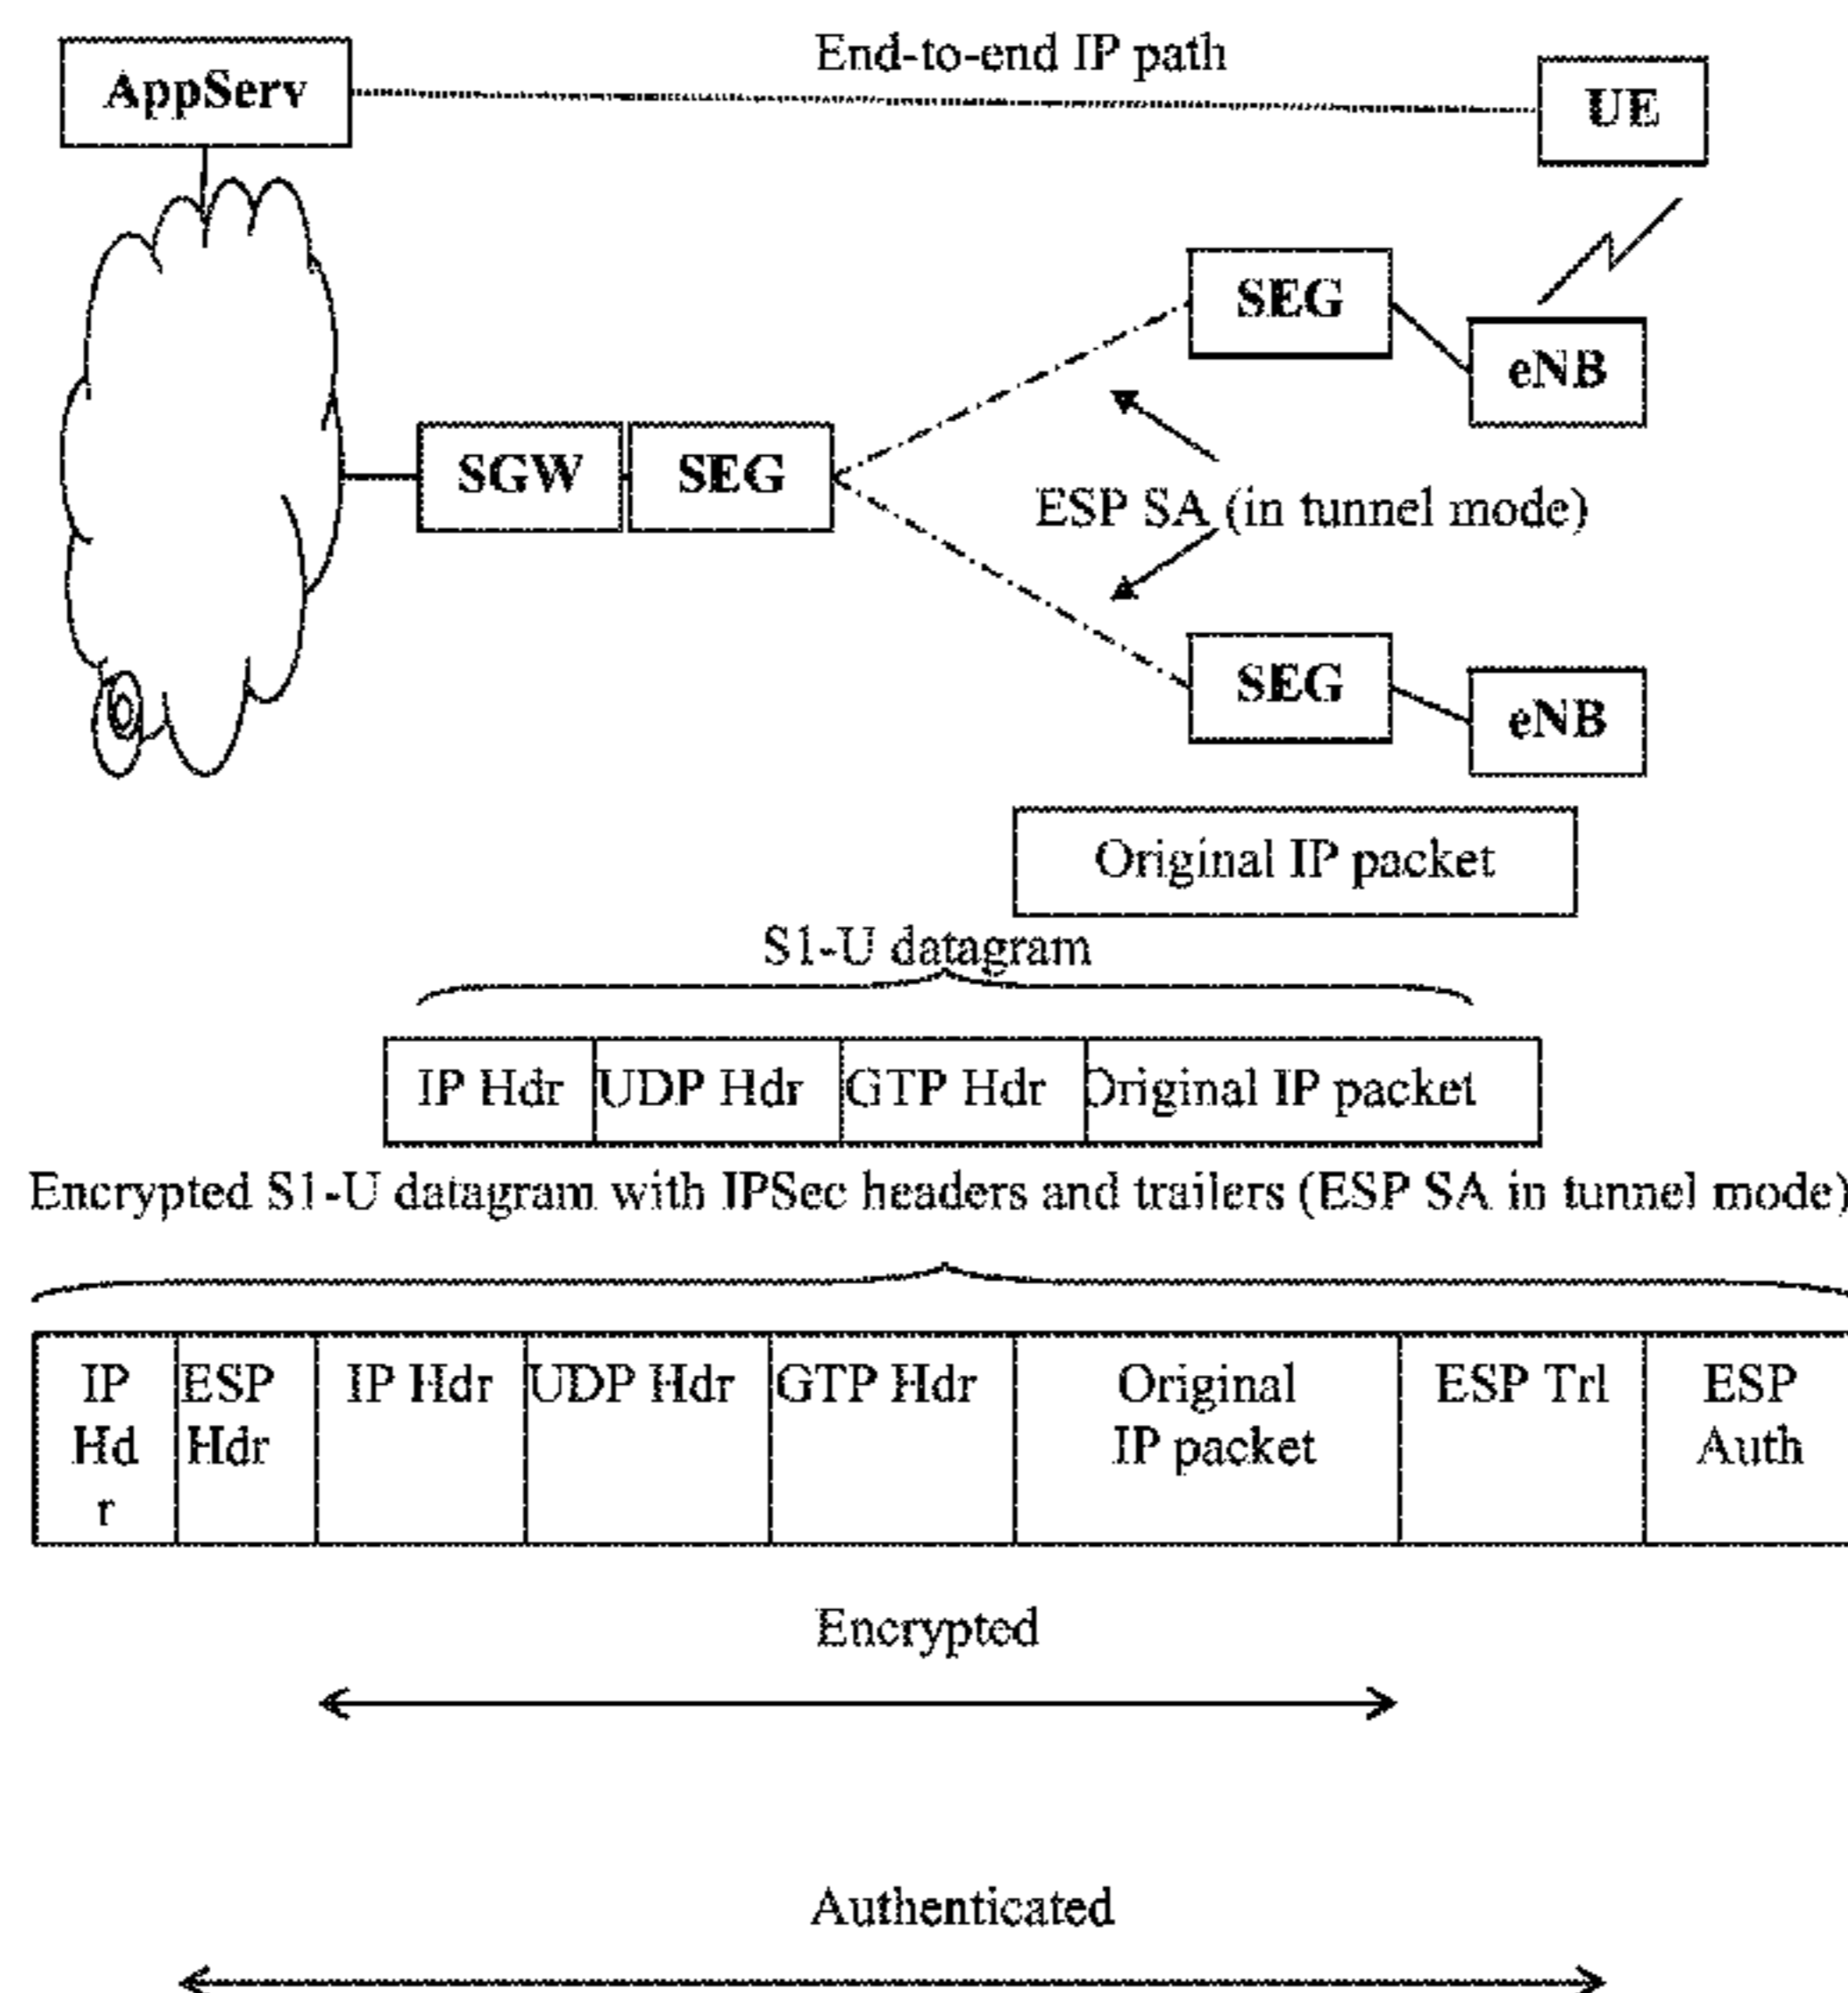 End-to-end IP path
AppServ
UE
SEG
eNB
SGW
SEG
ESP SA (in tunnel mode)
SEG
eNB
Original IP packet
S1-U datagram
IP Hdr UDP Hdr GTP Hdr Original IP packet
Encrypted S1-U datagram with IPSec headers and trailers (ESP SA in tunnel mode)
IP ESP IP Hdr UDP Hdr GTP Hdr Original ESP Trl ESP
Hd Hdr IP packet Auth
r
Encrypted
Authenticated